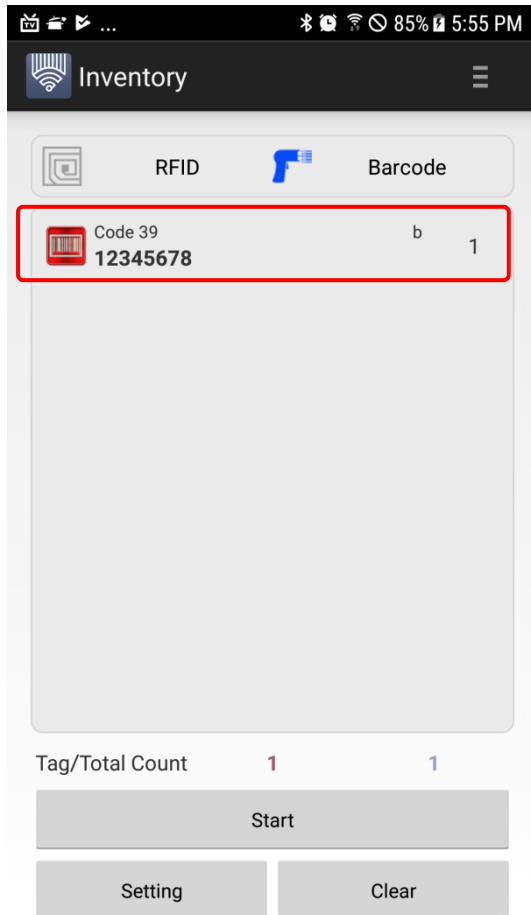 ... 85% 5:55 PM
Inventory
RFID Barcode
Code 39 b
12345678 1
Tag/Total Count 1 1
Start
Setting Clear